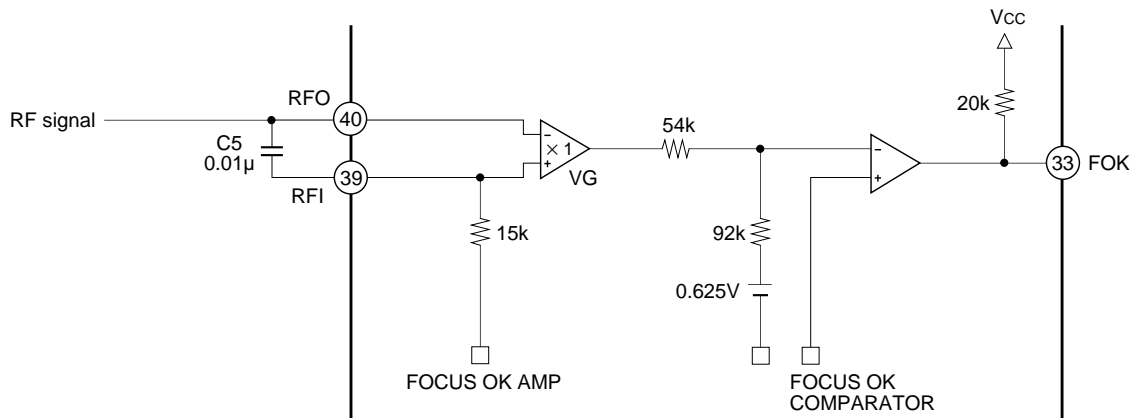 VCC
20k
RFO
RF signal
40
54k
C5
0.01µ
−
× 1
+
VG
−
+
33
FOK
39
RFI
15k
92k
0.625V
FOCUS OK AMP
FOCUS OK
COMPARATOR